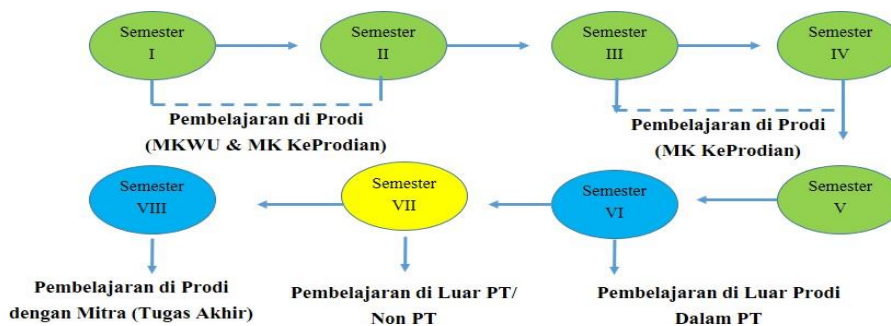 Semester
I
Semester
II
Semester
III
Semester
IV
Pembelajaran di Prodi
(MKWU & MK KeProdian)
Pembelajaran di Prodi
(MK KeProdian)
Semester
VIII
Semester
VII
Semester
VI
Semester
V
Pembelajaran di Prodi
dengan Mitra (Tugas Akhir)
Pembelajaran di Luar PT/
Non PT
Pembelajaran di Luar Prodi
Dalam PT